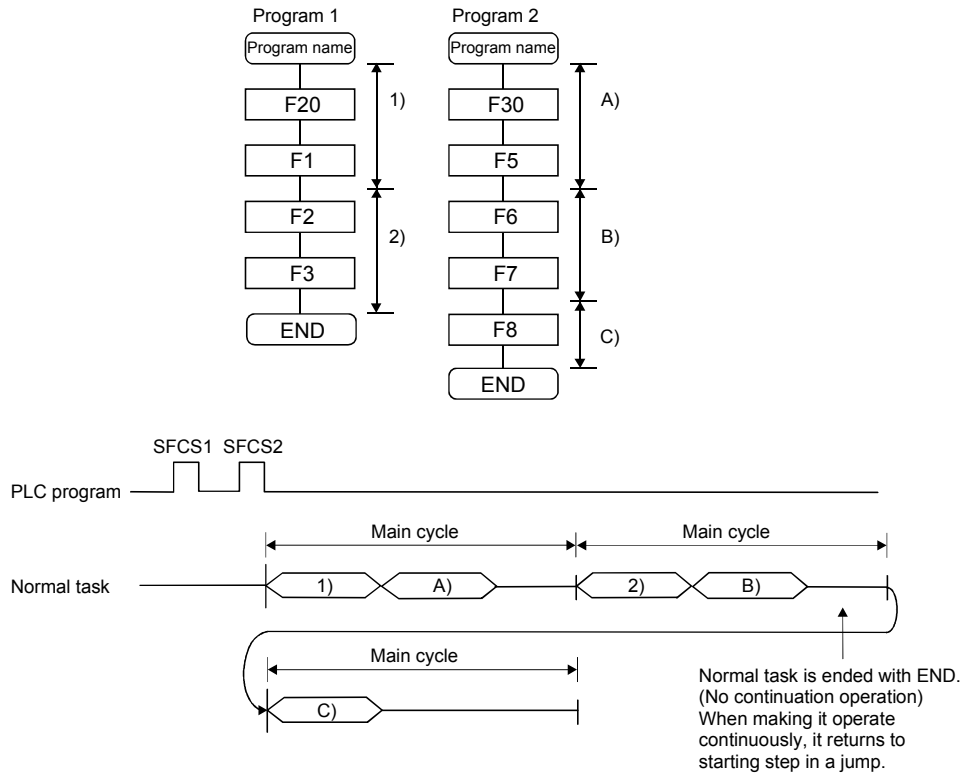 Program 1
Program 2
Program name
Program name
F20
1)
F30
A)
F1
F5
F2
2)
F6
B)
F3
F7
END
F8
C)
END
SFCS1 SFCS2
PLC program
Main cycle
Main cycle
Normal task
1)
A)
2)
B)
Main cycle
C)
Normal task is ended with END.
(No continuation operation)
When making it operate
continuously, it returns to
starting step in a jump.